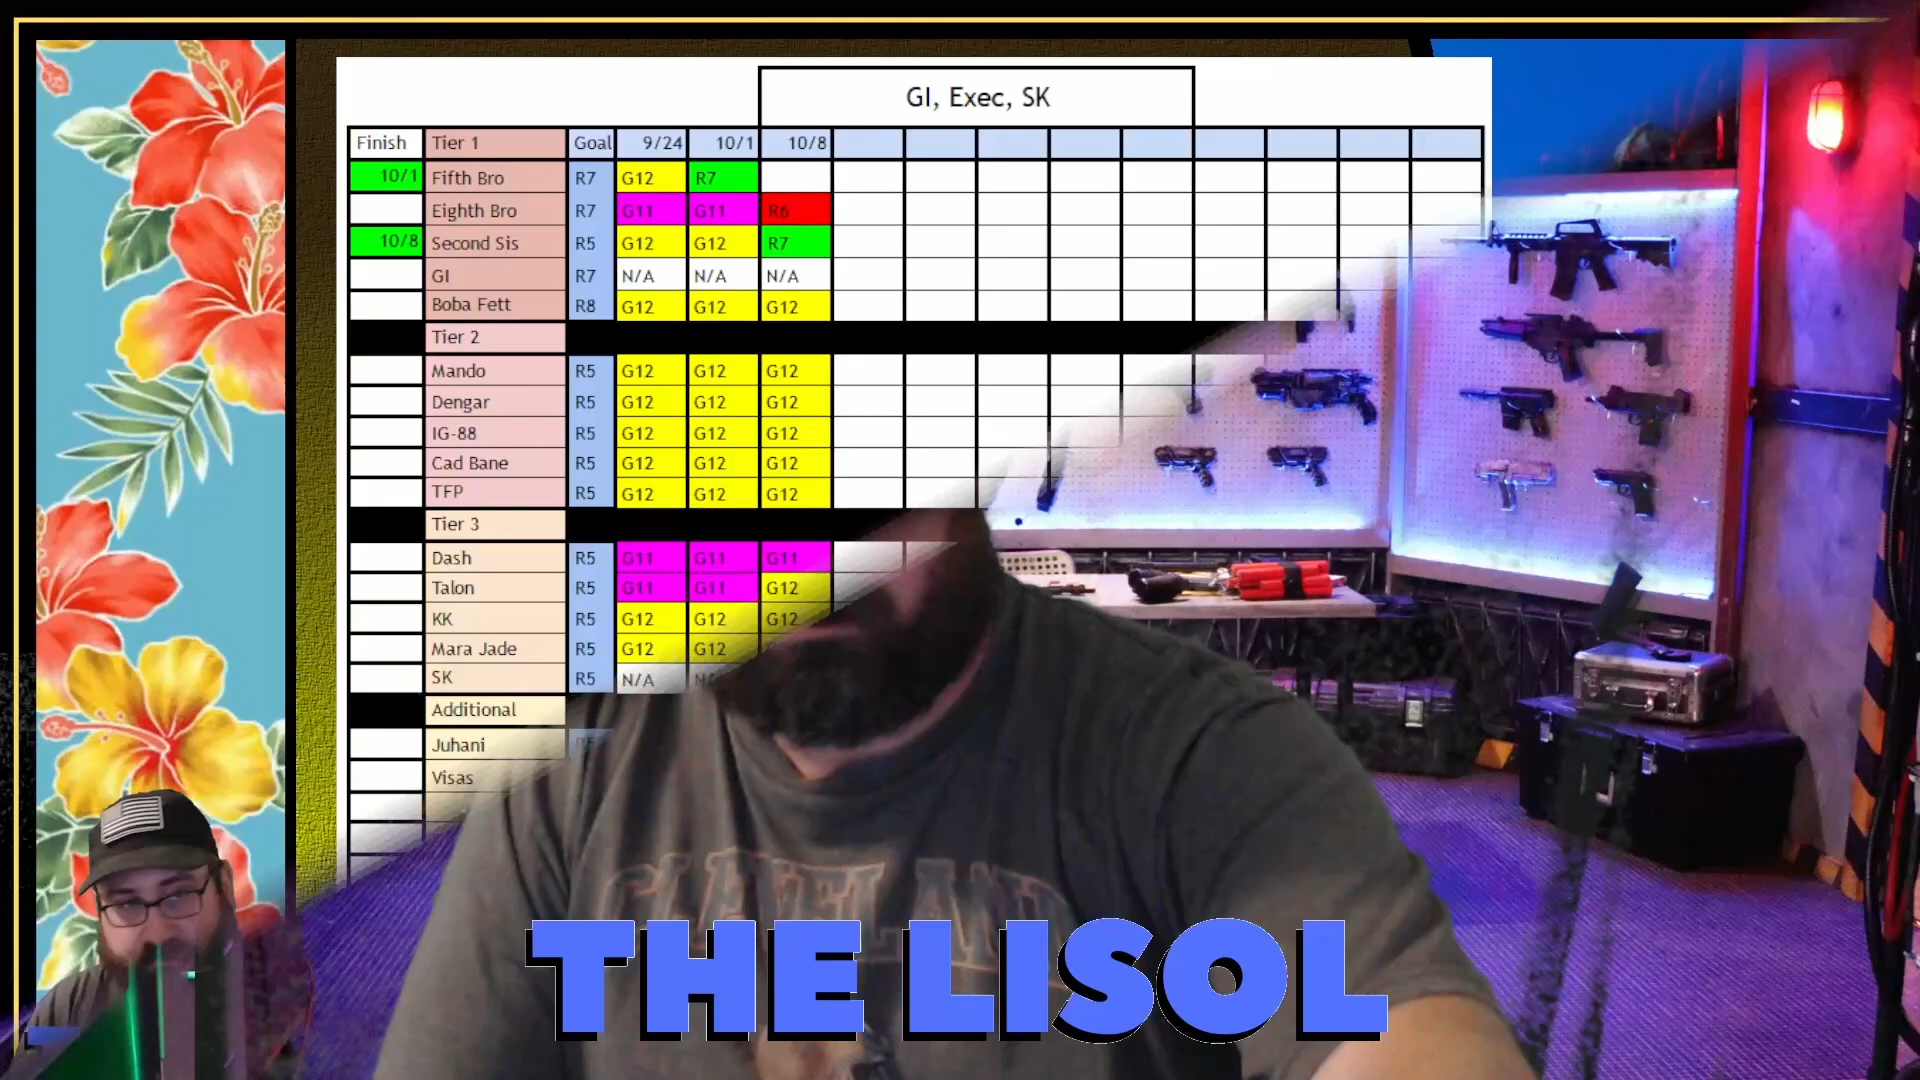 GI, Exec, SK
Finish Tier 1 Goal 9/24 10/1 10/8
10/1 Fifth Bro R7 G12 R7
Eighth Bro R7 G11 G11 R6
10/8 Second Sis R5 G12 G12 R7
GI R7 N/A N/A N/A
Boba Fett R8 G12 G12 G12
Tier 2
Mando R5 G12 G12 G12
Dengar R5 G12 G12 G12
IG-88 R5 G12 G12 G12
Cad Bane R5 G12 G12 G12
TFP R5 G12 G12 G12
Tier 3
Dash R5 G11 G11 G11
Talon R5 G11 G11 G12
KK R5 G12 G12 G12
Mara Jade R5 G12 G12
SK R5 N/A
Additional
Juhani
Visas
CLEVELAND
THE LISOL